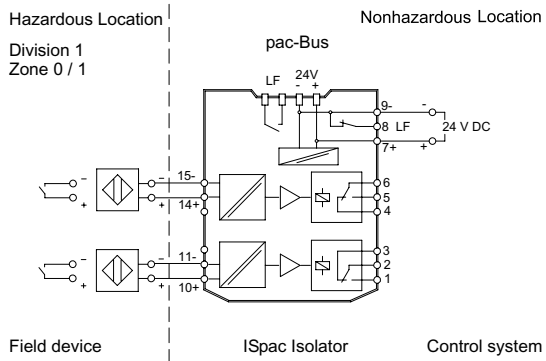 Hazardous Location
Nonhazardous Location
Division 1
Zone 0 / 1
pac-Bus
LF
24V
- +
9-
-
8 LF
24 V DC
7+
+
-
-
15-
6
+
+
14+
5
4
-
-
11-
3
2
+
+
10+
1
Field device
ISpac Isolator
Control system